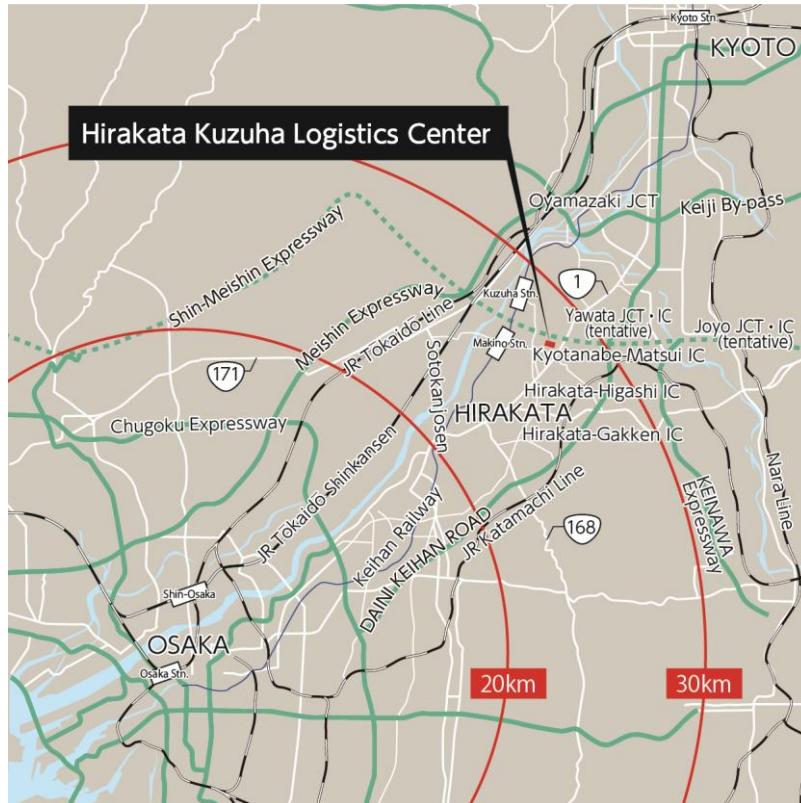 Kyoto Stn.
KYOTO
Hirakata Kuzuha Logistics Center
Oyamazaki JCT
Keiji By-pass
Shin-Meishin Expressway
Meishin Expressway
JR Tokaido Line
Kuzuha Stn.
1
Yawata JCT・IC
(tentative)
Joyo JCT・IC
(tentative)
Makino Stn.
Kyotanabe-Matsui IC
171
Sotokanjosen
Hirakata-Higashi IC
HIRAKATA
Hirakata-Gakken IC
Chugoku Expressway
JR Tokaido Shinkansen
Keihan Railway
DAINI KEIHAN ROAD
JR Katamachi Line
168
KEINAWA
Expressway
Nara Line
Shin-Osaka
OSAKA
Osaka Stn.
20km
30km